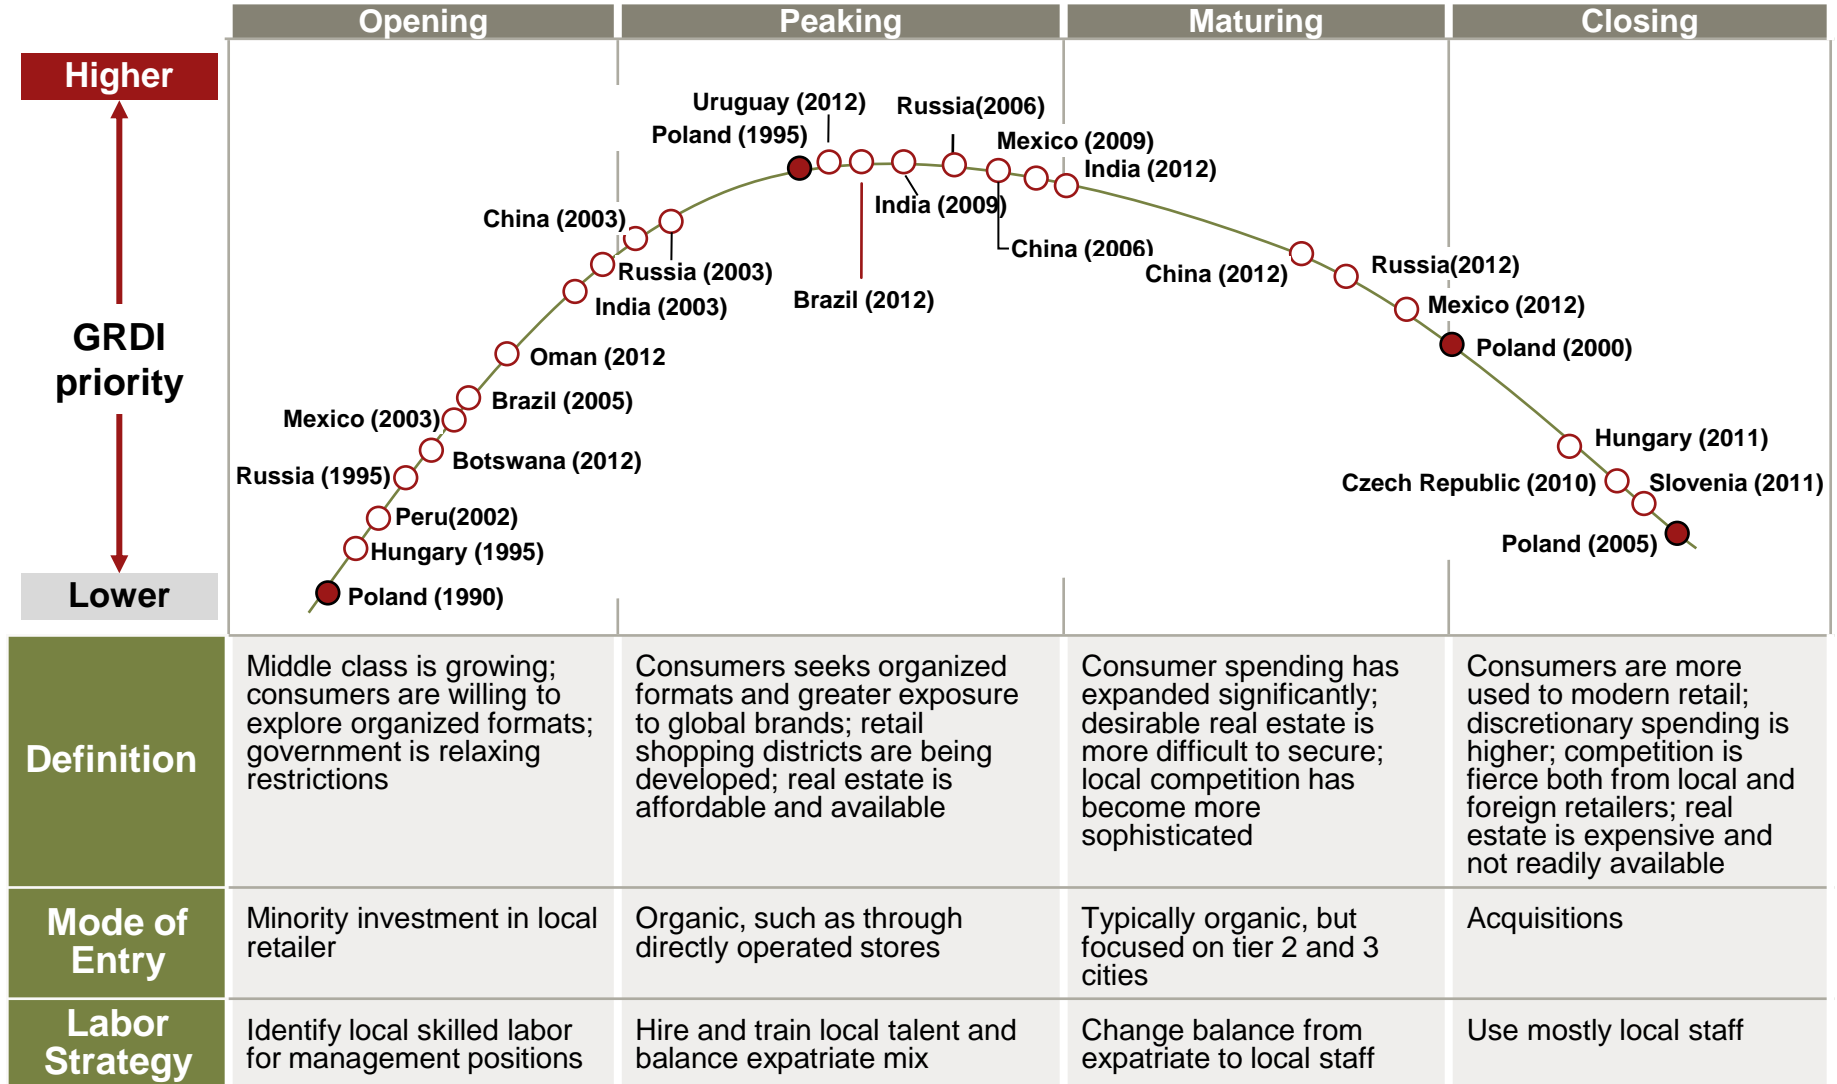 Opening
Peaking
Maturing
Closing
Higher
GRDI
priority
Lower
Uruguay (2012)
Russia(2006)
Poland (1995)
Mexico (2009)
India (2012)
China (2003)
India (2009)
China (2006)
Russia (2003)
Brazil (2012)
India (2003)
China (2012)
Russia(2012)
Mexico (2012)
Oman (2012
Poland (2000)
Brazil (2005)
Mexico (2003)
Botswana (2012)
Hungary (2011)
Russia (1995)
Czech Republic (2010)
Slovenia (2011)
Peru(2002)
Hungary (1995)
Poland (2005)
Poland (1990)
Definition
Middle class is growing;
consumers are willing to
explore organized formats;
government is relaxing
restrictions
Consumers seeks organized
formats and greater exposure
to global brands; retail
shopping districts are being
developed; real estate is
affordable and available
Consumer spending has
expanded significantly;
desirable real estate is
more difficult to secure;
local competition has
become more
sophisticated
Consumers are more
used to modern retail;
discretionary spending is
higher; competition is
fierce both from local and
foreign retailers; real
estate is expensive and
not readily available
Mode of
Entry
Minority investment in local
retailer
Organic, such as through
directly operated stores
Typically organic, but
focused on tier 2 and 3
cities
Acquisitions
Labor
Strategy
Identify local skilled labor
for management positions
Hire and train local talent and
balance expatriate mix
Change balance from
expatriate to local staff
Use mostly local staff